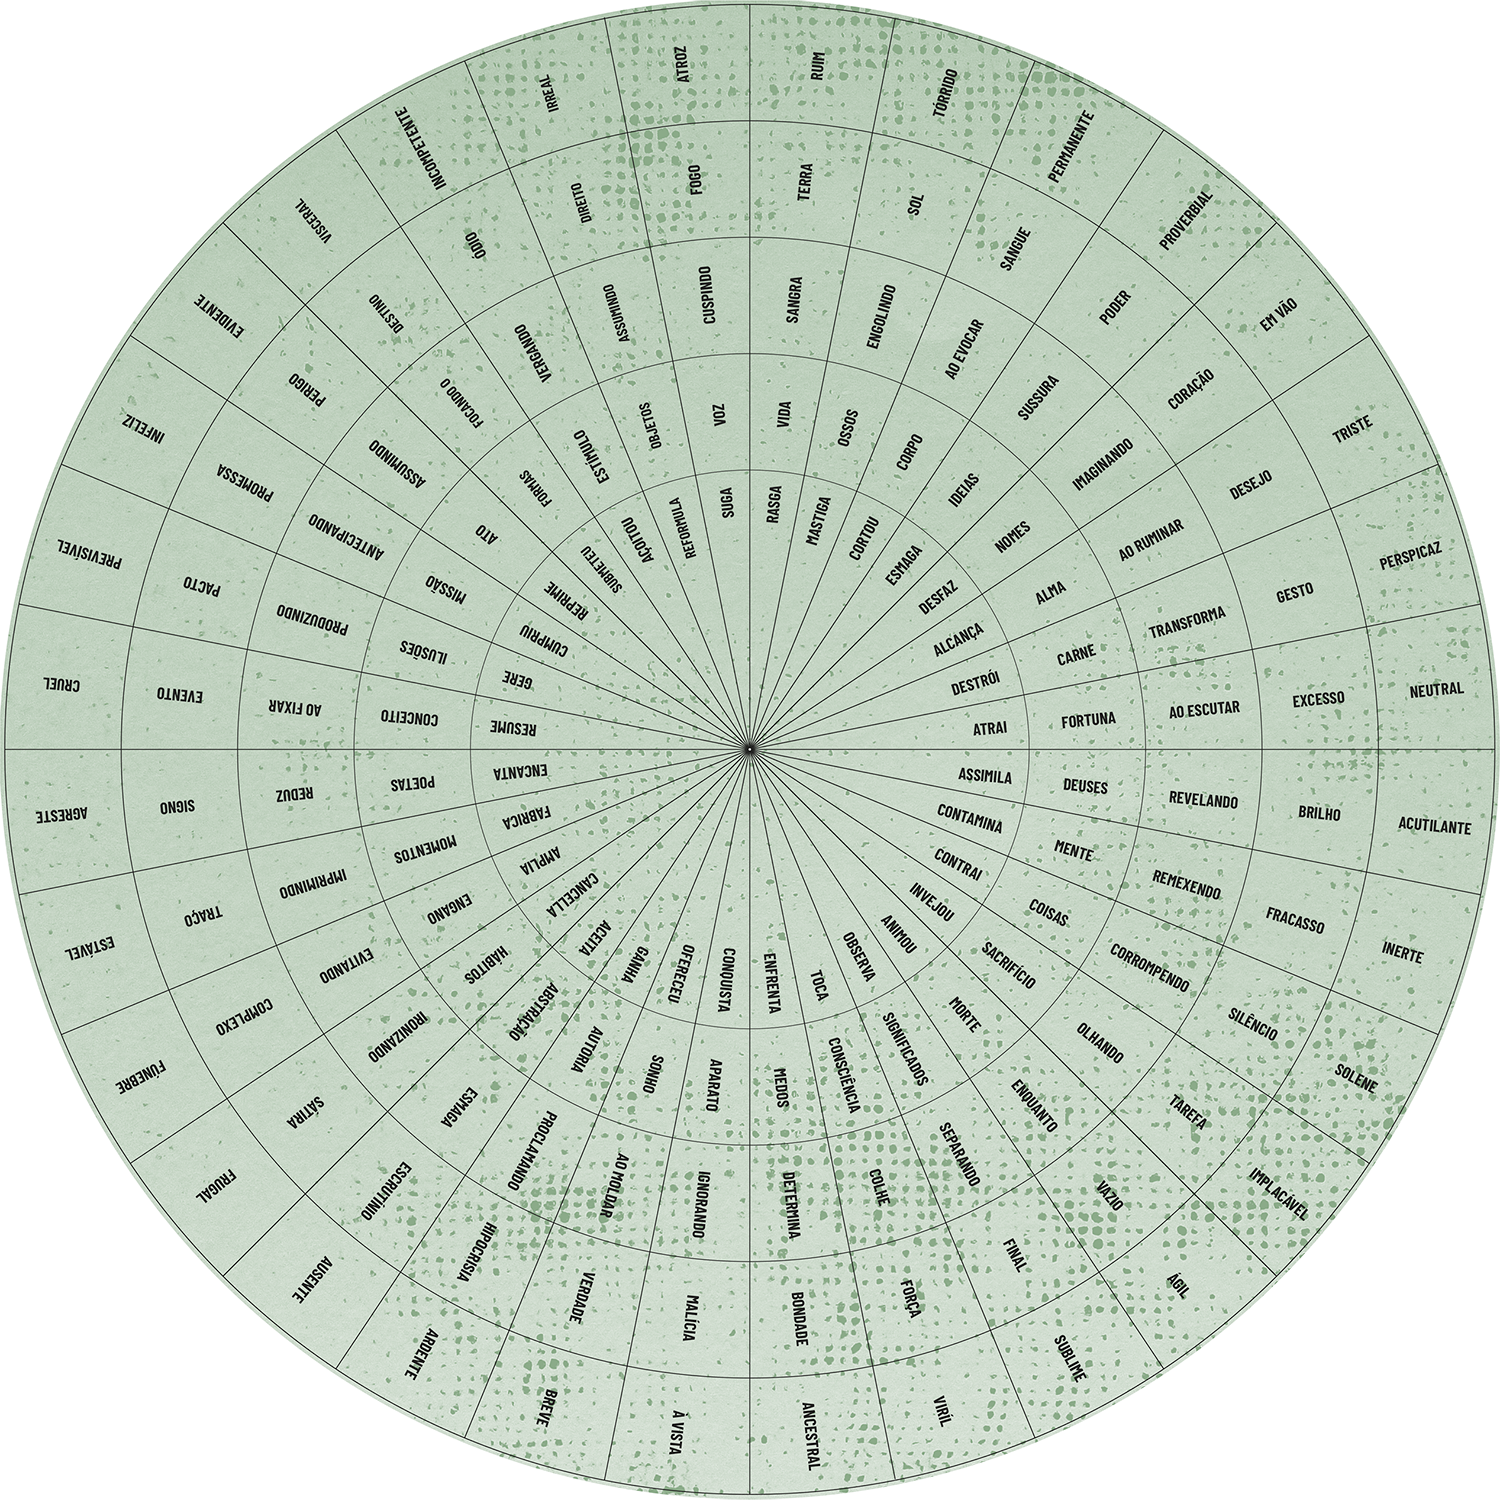 RASGA VIDA SANGRA TERRA RUIM
MASTIGA OSSOS ENGOLINDO SOL TÓRRIDO
CORTOU CORPO AO EVOCAR SANGUE PERMANENTE
ESMAGA IDEIAS SUSSURA PODER PROVERBIAL
DESFAZ NOMES IMAGINANDO CORAÇÃO EM VÃO
ALCANÇA ALMA AO RUMINAR DESEJO TRISTE
DESTRÓI CARNE TRANSFORMA GESTO PERSPICAZ
ATRAI FORTUNA AO ESCUTAR EXCESSO NEUTRAL
ASSIMILA DEUSES REVELANDO BRILHO ACUTILANTE
CONTAMINA MENTE REMEXENDO FRACASSO INERTE
CONTRAI COISAS CORROMPENDO SILÊNCIO SOLENE
INVEJOU SACRIFÍCIO OLHANDO TAREFA IMPLACÁVEL
ANIMOU MORTE ENQUANTO VAZIO ÁGIL
OBSERVA SIGNIFICADOS SEPARANDO FINAL SUBLIME
TOCA CONSCIÊNCIA COLHE FORÇA VIRÍL
ENFRENTA MEDOS DETERMINA BONDADE ANCESTRAL
CONQUISTA APARATO IGNORANDO MALÍCIA À VISTA
OFERECEU SONHO AO MOLDAR VERDADE BREVE
GANHA AUTORIA PROCLAMANDO HIPOCRISIA ARDENTE
ACEITA ABSTRAÇÃO ESMAGA ESCRUTÍNIO AUSENTE
CANCELLA HÁBITOS IRONIZANDO SÁTIRA FRUGAL
AMPLIA ENGANO EVITANDO COMPLEXO FÚNEBRE
FABRICA MOMENTOS IMPRIMINDO TRAÇO ESTÁVEL
ENCANTA POETAS REDUZ SIGNO AGRESTE
RESUME CONCEITO AO FIXAR EVENTO CRUEL
GERE ILUSÕES PRODUZINDO PACTO PREVISÍVEL
CUMPRIU MISSÃO ANTECIPANDO PROMESSA INFELIZ
REPRIME ATO ASSUMINDO PERIGO EVIDENTE
SUBMETEU FORMAS FOCANDO O DESTINO VISCERAL
AÇOITOU ESTÍMULO VERGANDO ÓDIO INCOMPETENTE
REFORMULA OBJETOS ASSUMINDO DIREITO IRREAL
SUGA VOZ CUSPINDO FOGO ATROZ